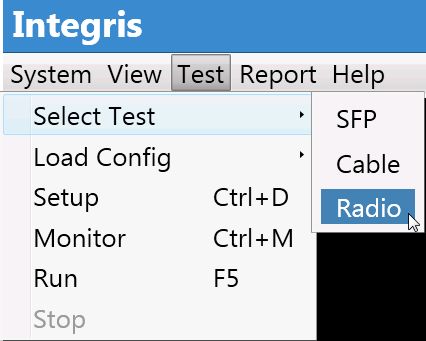 Integris
System View Test Report Help
Select Test
SFP
Load Config
Cable
Setup Ctrl+D
Radio
Monitor Ctrl+M
Run F5
Stop